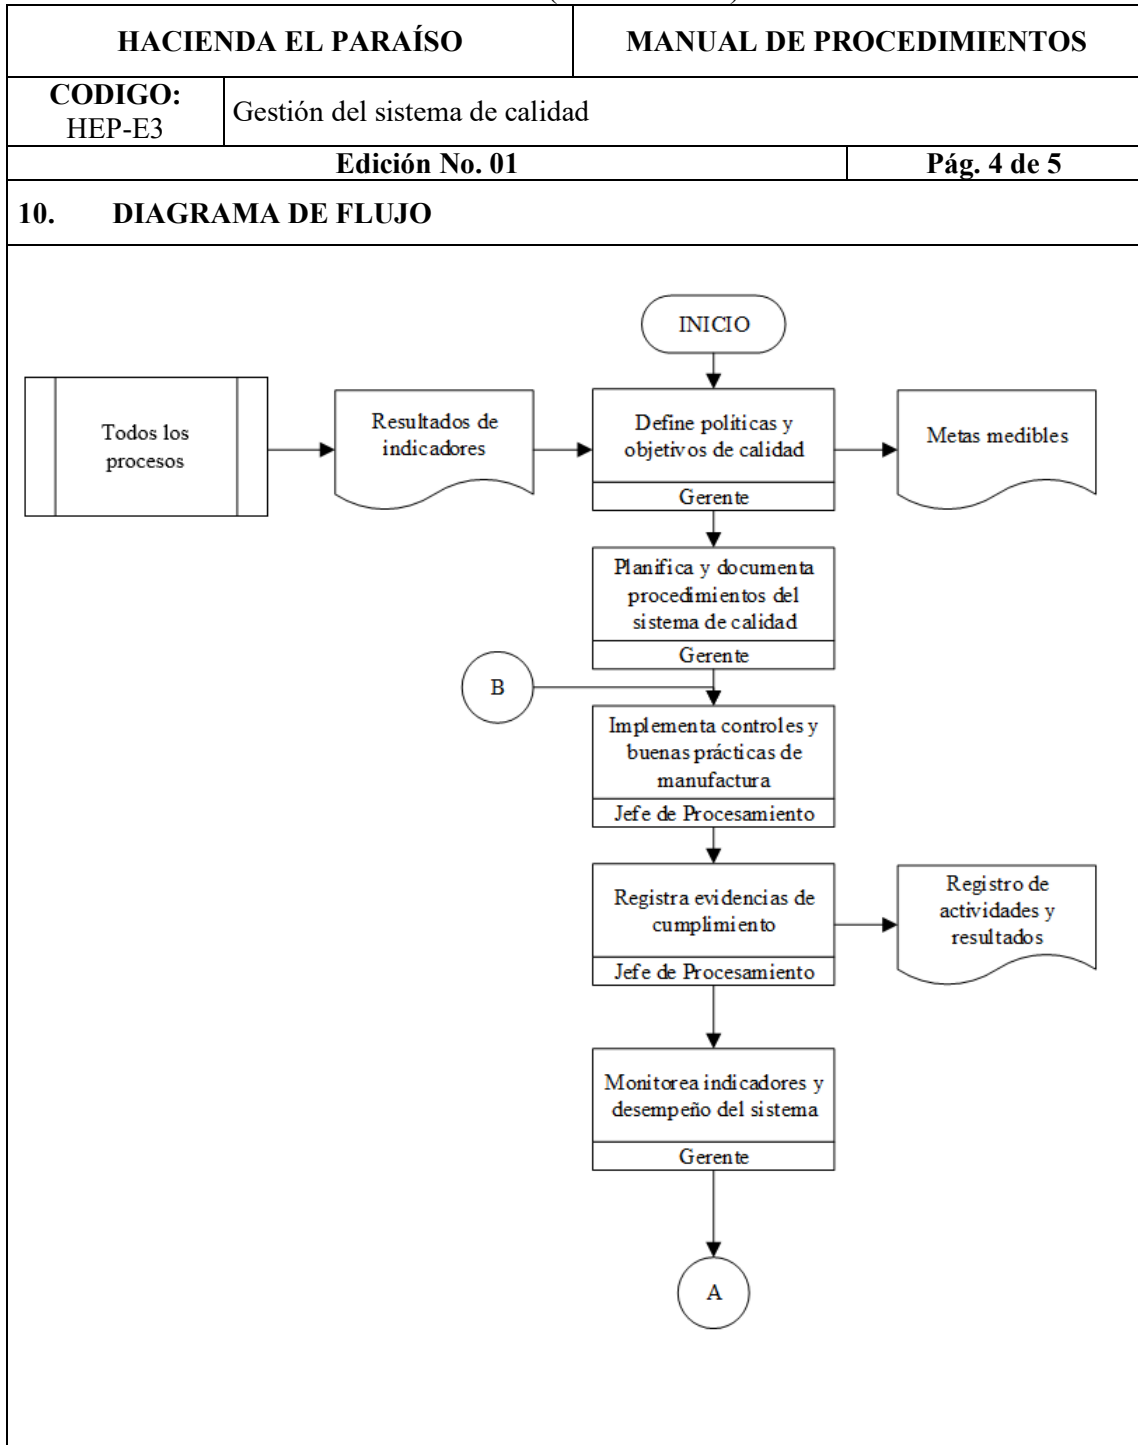 HACIENDA EL PARAÍSO
MANUAL DE PROCEDIMIENTOS
CODIGO:
HEP-E3
Gestión del sistema de calidad
Edición No. 01
Pág. 4 de 5
10. DIAGRAMA DE FLUJO
INICIO
Todos los
procesos
Resultados de
indicadores
Define políticas y
objetivos de calidad
Gerente
Metas medibles
Planifica y documenta
procedimientos del
sistema de calidad
Gerente
B
Implementa controles y
buenas prácticas de
manufactura
Jefe de Procesamiento
Registra evidencias de
cumplimiento
Jefe de Procesamiento
Registro de
actividades y
resultados
Monitorea indicadores y
desempeño del sistema
Gerente
A